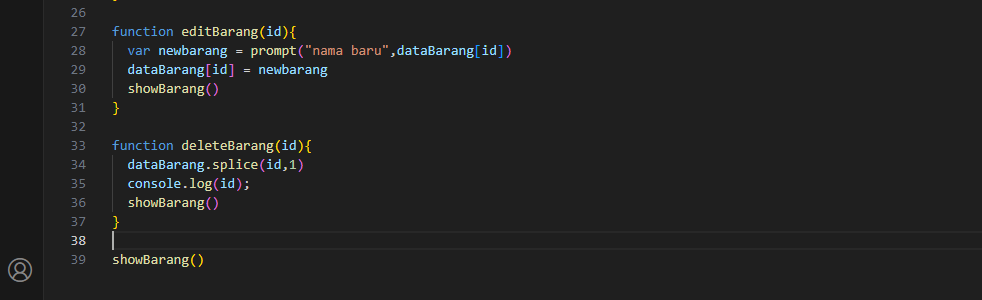 26
27 function editBarang(id){
28 var newbarang = prompt("nama baru",dataBarang[id])
29 dataBarang[id] = newbarang
30 showBarang()
31 }
32
33 function deleteBarang(id){
34 dataBarang.splice(id,1)
35 console.log(id);
36 showBarang()
37 }
38
39 showBarang()